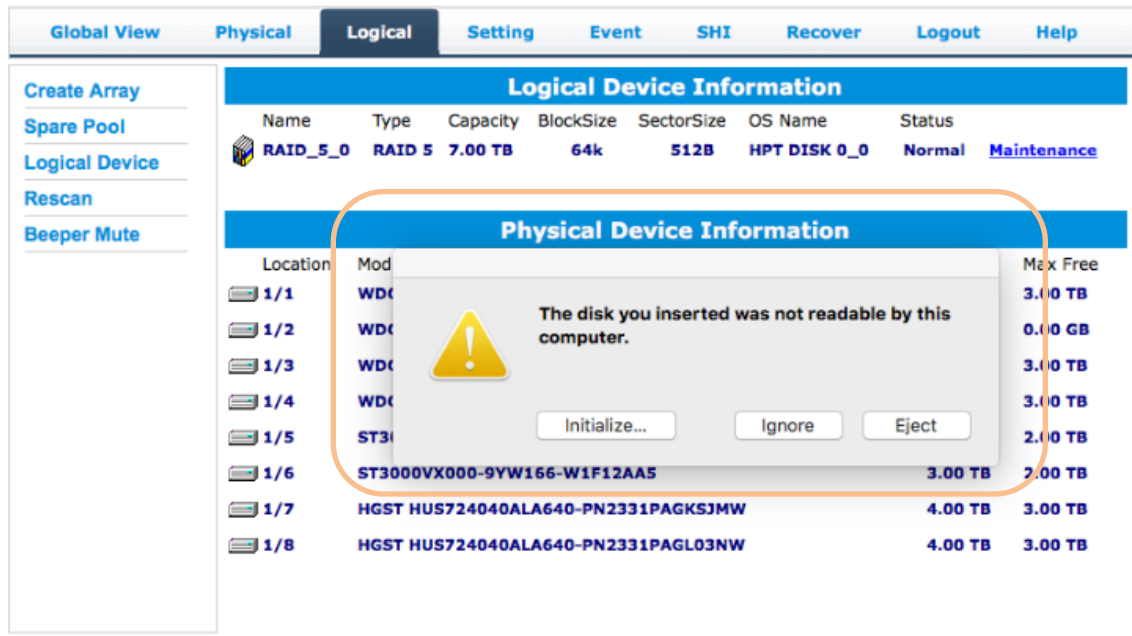 Global View Physical Logical Setting Event SHI Recover Logout Help
Create Array
Spare Pool
Logical Device
Rescan
Beeper Mute
Logical Device Information
Name Type Capacity BlockSize SectorSize OS Name Status
RAID_5_0 RAID 5 7.00 TB 64k 512B HPT DISK 0_0 Normal Maintenance
Physical Device Information
Location Max Free
1/1 3.00 TB
1/2 0.00 GB
1/3 3.00 TB
1/4 3.00 TB
1/5 2.00 TB
1/6 ST3000VX000-9YW166-W1F12AA5 3.00 TB 2.00 TB
1/7 HGST HUS724040ALA640-PN2331PAGKSJMW 4.00 TB 3.00 TB
1/8 HGST HUS724040ALA640-PN2331PAGL03NW 4.00 TB 3.00 TB
The disk you inserted was not readable by this
computer.
Initialize... Ignore Eject